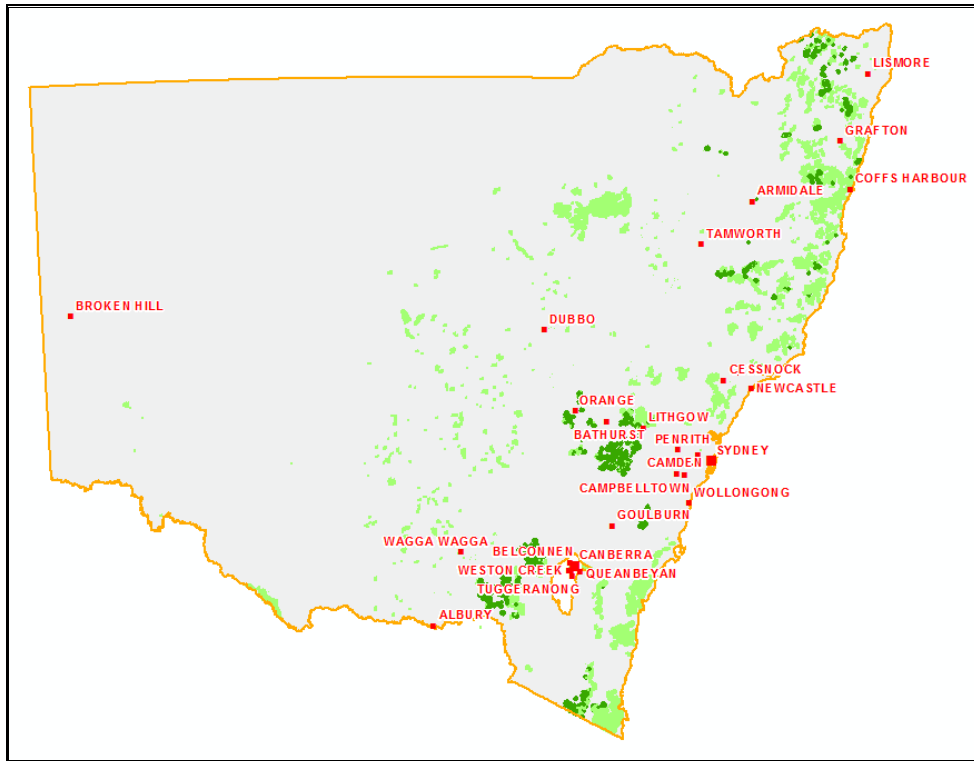 LISMORE
GRAFTON
COFFS HARBOUR
ARMIDALE
TAMWORTH
BROKEN HILL
DUBBO
CESSNOCK
NEWCASTLE
ORANGE
LITHGOW
BATHURST
PENRITH
SYDNEY
CAMDEN
CAMPBELLTOWN
WOLLONGONG
GOULBURN
WAGGA WAGGA
BELCONNEN
CANBERRA
WESTON CREEK
QUEANBEYAN
TUGGERANONG
ALBURY